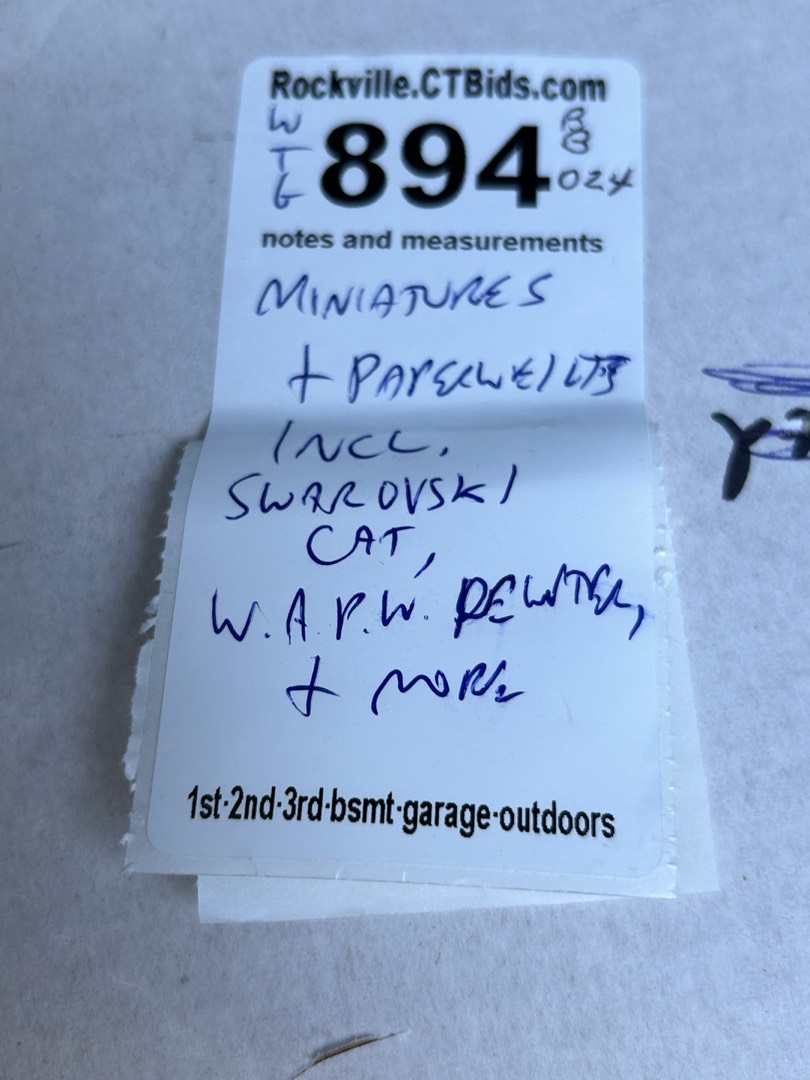 Rockville.CTBids.com
WTG 894 BB 024
notes and measurements
MINIATURES
+ PAPERWEIGHTS
INCL.
SWAROVSKI
CAT,
W.A.P.W. PEWTER,
+ MORE
1st·2nd·3rd·bsmt·garage·outdoors